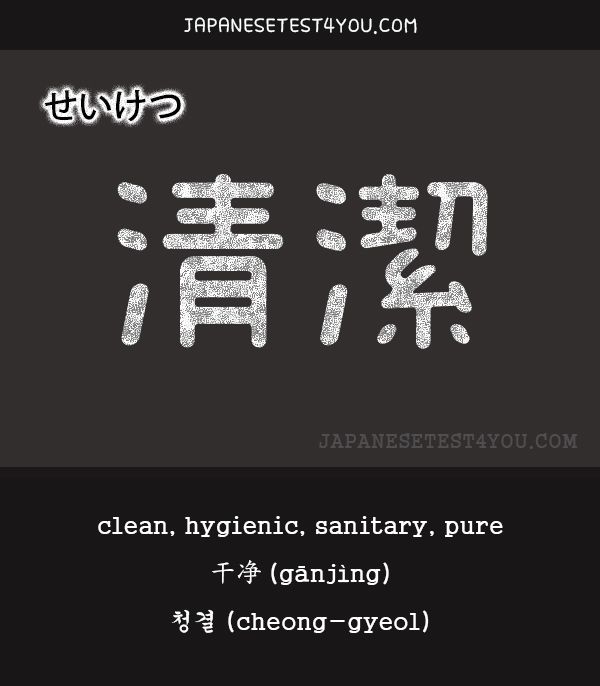 JAPANESETEST4YOU.COM
せいけつ
清潔
JAPANESETEST4YOU.COM
clean, hygienic, sanitary, pure
干净 (gānjìng)
청결 (cheong-gyeol)